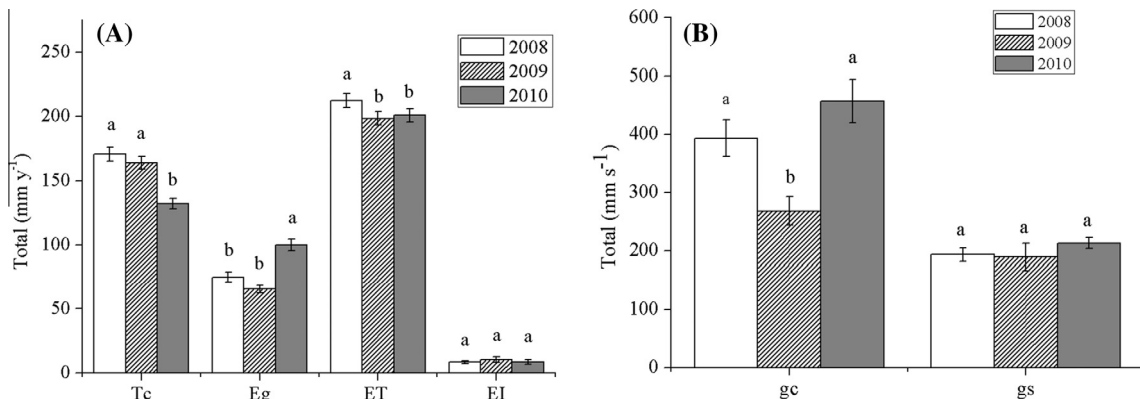 (A)
2008
2009
2010
Total (mm y-1)
250
200
150
100
50
0
a a b
b b a
a b b
a a a
Tc Eg ET EI
(B)
2008
2009
2010
Total (mm s-1)
600
500
400
300
200
100
0
a b a
a a a
gc gs